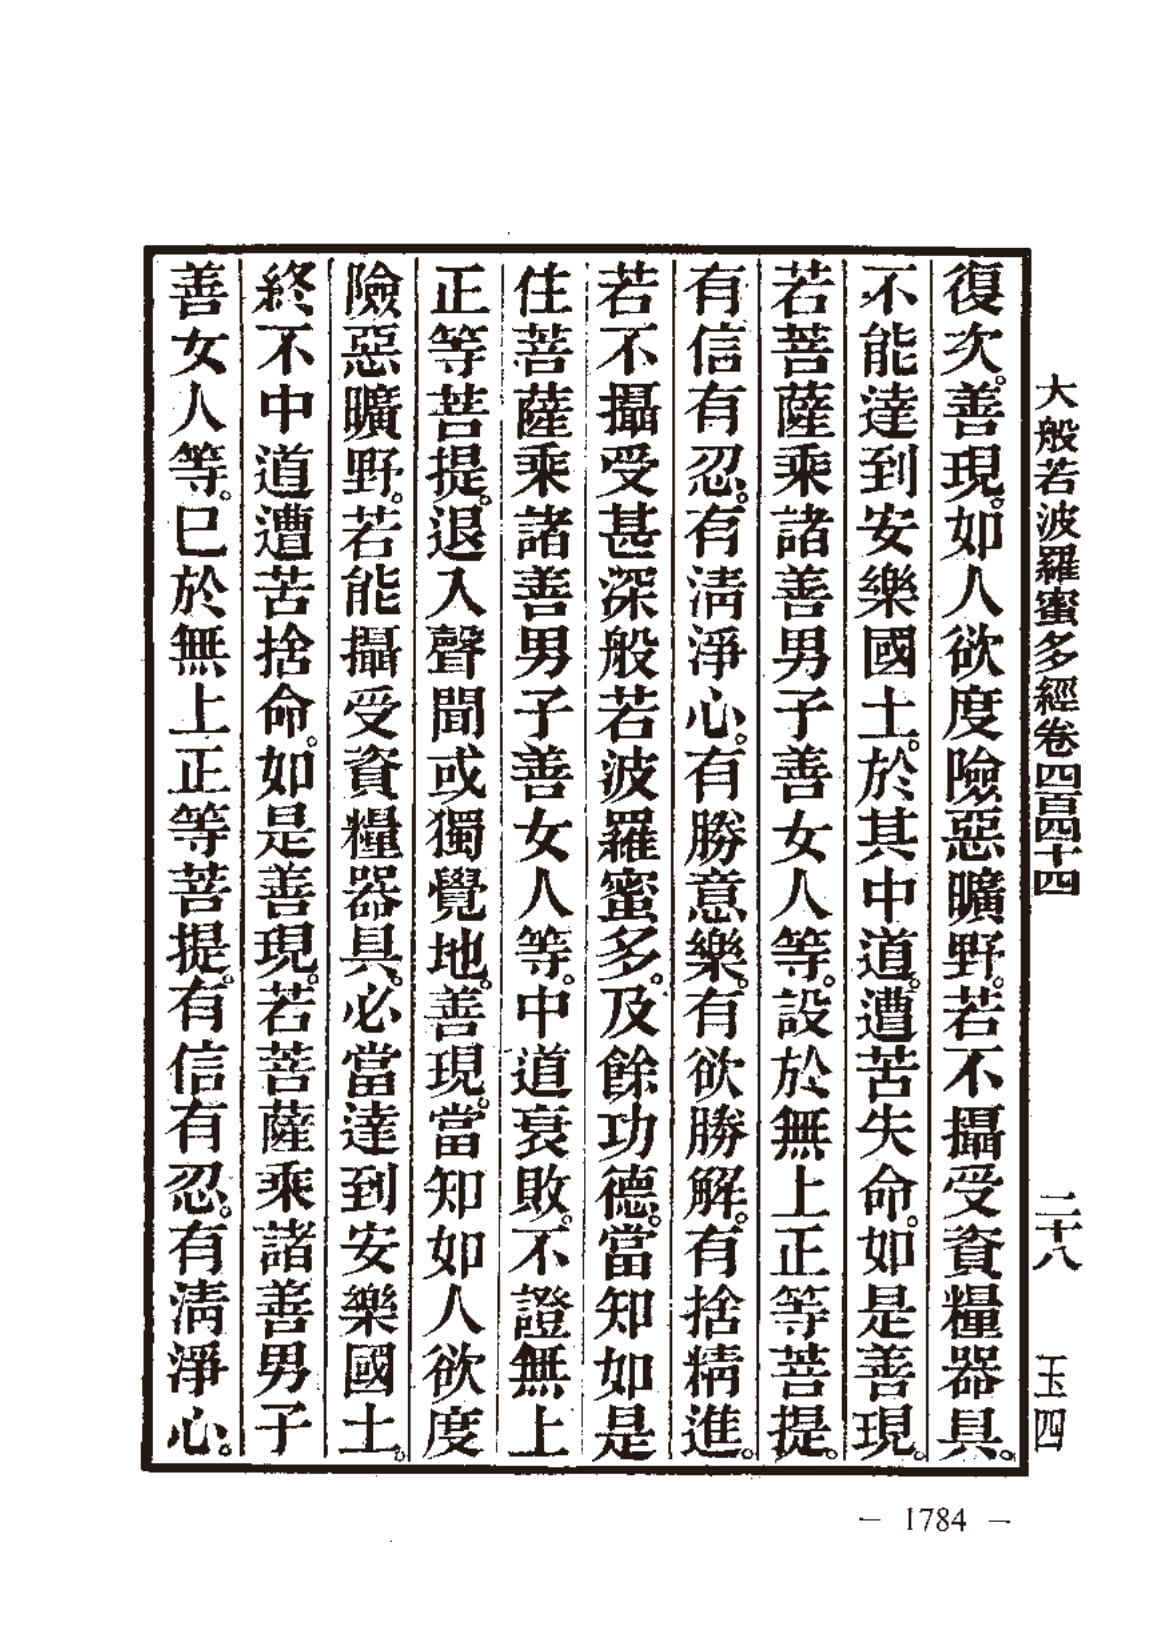 大般若波羅蜜多經卷四百四十四　二十八　玉四
復次。善現。如人欲度險惡曠野。若不攝受資糧器具。
不能達到安樂國土。於其中道。遭苦失命。如是善現。
若菩薩乘諸善男子善女人等。設於無上正等菩提。
有信有忍。有清淨心。有勝意樂。有欲勝解。有捨精進。
若不攝受甚深般若波羅蜜多。及餘功德。當知如是
住菩薩乘諸善男子善女人等。中道衰敗。不證無上
正等菩提。退入聲聞或獨覺地。善現。當知如人欲度
險惡曠野。若能攝受資糧器具。必當達到安樂國土。
終不中道遭苦捨命。如是善現。若菩薩乘諸善男子
善女人等。已於無上正等菩提。有信有忍。有清淨心。
— 1784 —